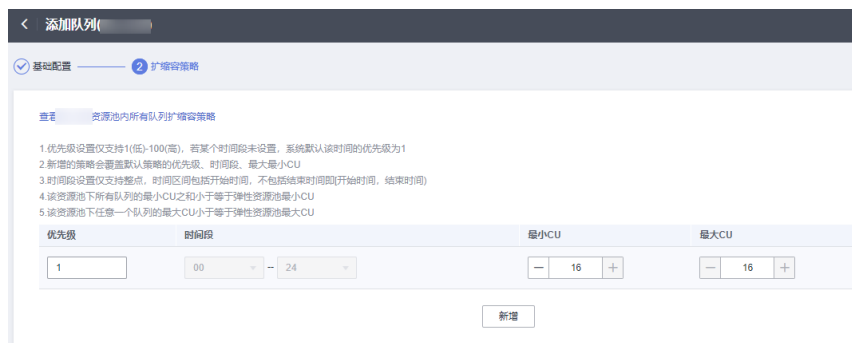 添加队列(
基础配置 2 扩缩容策略
查看 资源池内所有队列扩缩容策略
1.优先级设置仅支持1(低)-100(高)，若某个时间段未设置，系统默认该时间的优先级为1
2.新增的策略会覆盖默认策略的优先级、时间段、最大最小CU
3.时间段设置仅支持整点，时间区间包括开始时间，不包括结束时间即[开始时间，结束时间)
4.该资源池下所有队列的最小CU之和小于等于弹性资源池最小CU
5.该资源池下任意一个队列的最大CU小于等于弹性资源池最大CU
优先级 时间段 最小CU 最大CU
1 00 -- 24 — 16 + — 16 +
新增